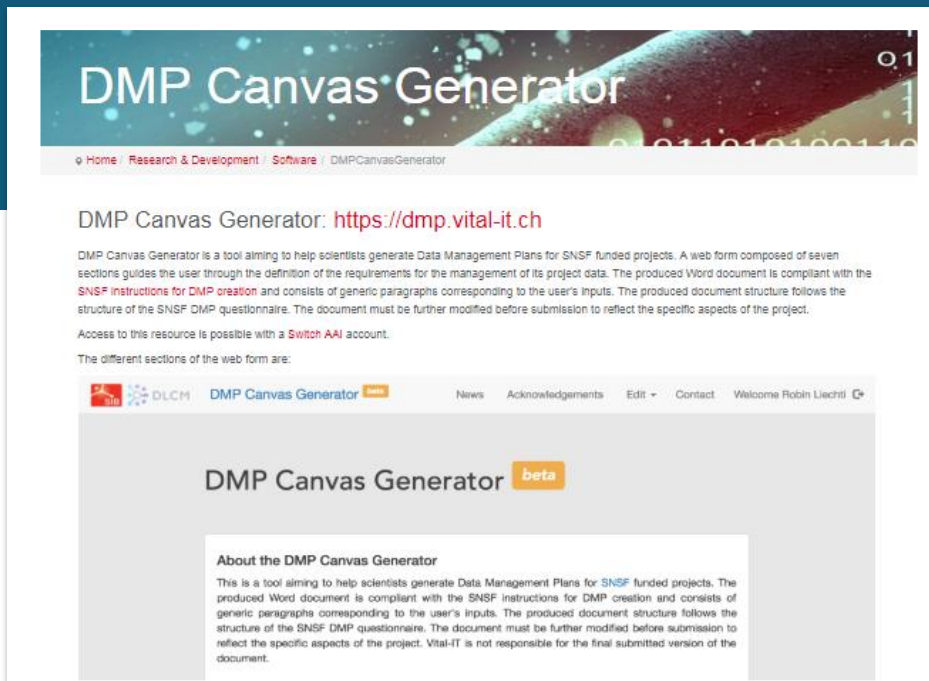 DMP Canvas Generator
01
1
1
01011010100110
Home / Research & Development / Software / DMPCanvasGenerator
DMP Canvas Generator: https://dmp.vital-it.ch
DMP Canvas Generator is a tool aiming to help scientists generate Data Management Plans for SNSF funded projects. A web form composed of seven
sections guides the user through the definition of the requirements for the management of its project data. The produced Word document is compliant with the
SNSF instructions for DMP creation and consists of generic paragraphs corresponding to the user's inputs. The produced document structure follows the
structure of the SNSF DMP questionnaire. The document must be further modified before submission to reflect the specific aspects of the project.
Access to this resource is possible with a Switch AAI account.
The different sections of the web form are:
SIB DLCM DMP Canvas Generator beta News Acknowledgements Edit Contact Welcome Robin Liechti
DMP Canvas Generator beta
About the DMP Canvas Generator
This is a tool aiming to help scientists generate Data Management Plans for SNSF funded projects. The
produced Word document is compliant with the SNSF instructions for DMP creation and consists of
generic paragraphs corresponding to the user's inputs. The produced document structure follows the
structure of the SNSF DMP questionnaire. The document must be further modified before submission to
reflect the specific aspects of the project. Vital-IT is not responsible for the final submitted version of the
document.